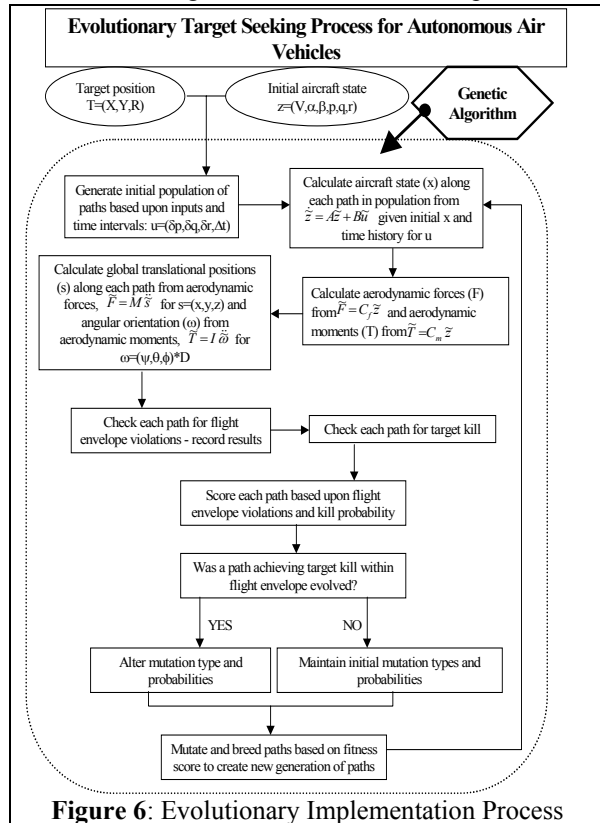 Evolutionary Target Seeking Process for Autonomous Air
Vehicles
Target position
T=(X,Y,R)
Initial aircraft state
z=(V,α,β,p,q,r)
Genetic
Algorithm
Generate initial population of
paths based upon inputs and
time intervals: u=(δp,δq,δr,Δt)
Calculate aircraft state (x) along
each path in population from
z̃ = Az̃ + Bũ given initial x and
time history for u
Calculate global translational positions
(s) along each path from aerodynamic
forces, F̃ = M s̃̈ for s=(x,y,z) and
angular orientation (ω) from
aerodynamic moments, T̃ = I ω̃̈ for
ω=(ψ,θ,ϕ)*D
Calculate aerodynamic forces (F)
from F̃ = C_f z̃ and aerodynamic
moments (T) from T̃ = C_m z̃
Check each path for flight
envelope violations - record results
Check each path for target kill
Score each path based upon flight
envelope violations and kill probability
Was a path achieving target kill within
flight envelope evolved?
YES
NO
Alter mutation type and
probabilities
Maintain initial mutation types and
probabilities
Mutate and breed paths based on fitness
score to create new generation of paths
Figure 6: Evolutionary Implementation Process